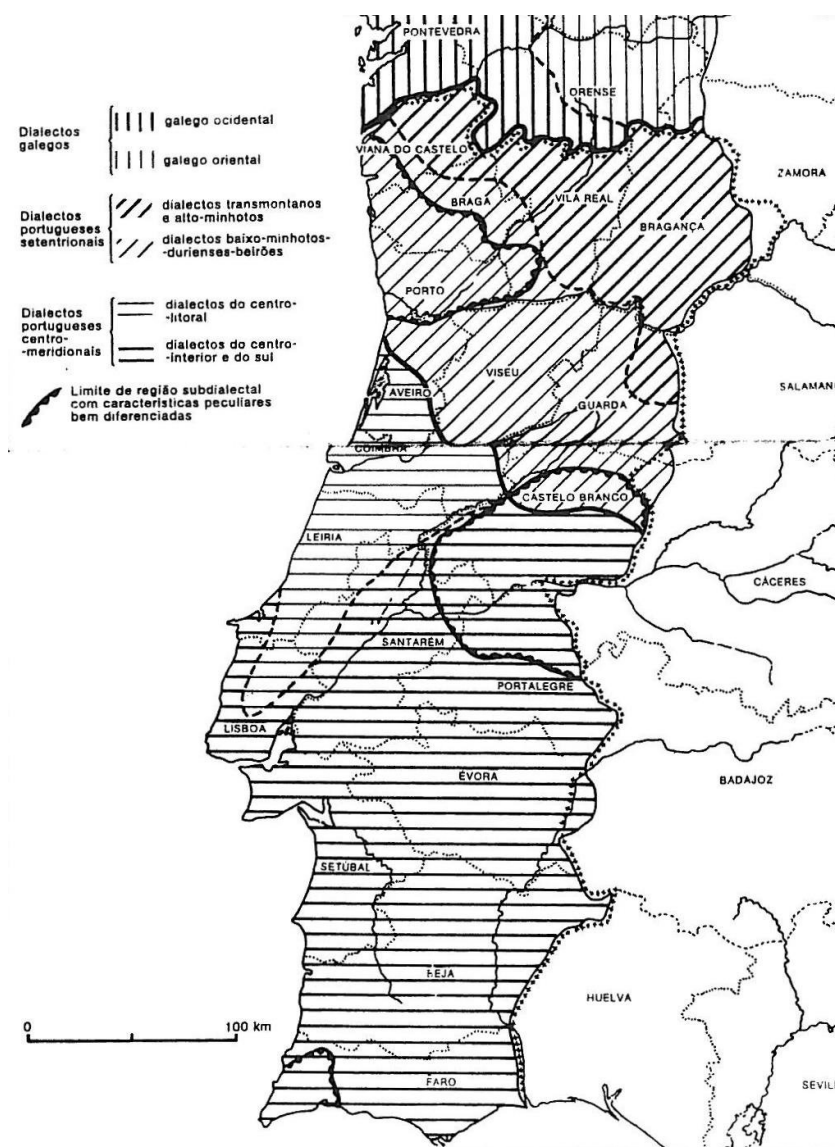 PONTEVEDRA
ORENSE
Dialectos
galegos
galego ocidental
galego oriental
Dialectos
portugueses
setentrionais
dialectos transmontanos
e alto-minhotos
dialectos baixo-minhotos-
-durienses-beirões
Dialectos
portugueses
centro-
-meridionais
dialectos do centro-
-litoral
dialectos do centro-
-interior e do sul
Limite de região subdialectal
com características peculiares
bem diferenciadas
VIANA DO CASTELO
BRAGA
VILA REAL
BRAGANÇA
ZAMORA
PORTO
VISEU
AVEIRO
GUARDA
SALAMAN
COIMBRA
CASTELO BRANCO
LEIRIA
CÁCERES
SANTARÉM
PORTALEGRE
LISBOA
ÉVORA
BADAJOZ
SETÚBAL
BEJA
HUELVA
0 100 km
FARO
SEVIL